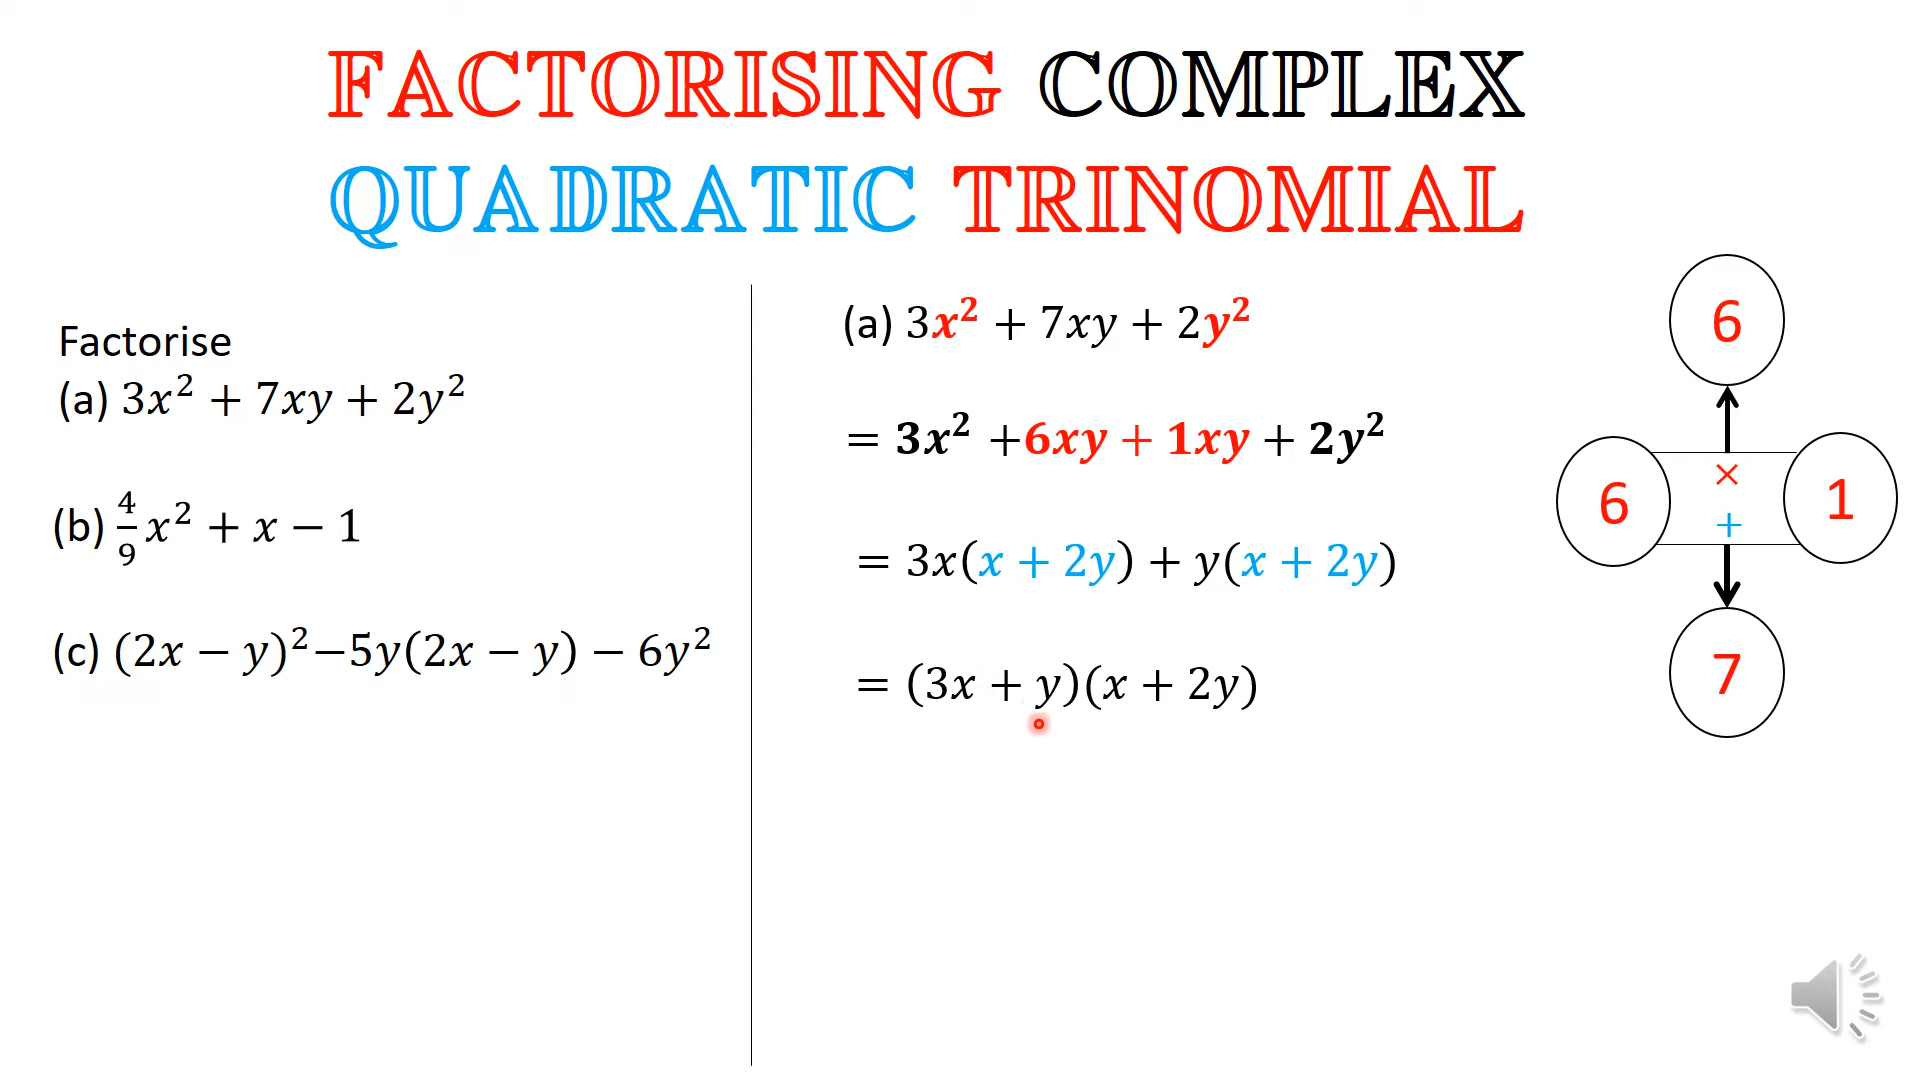 FACTORISING COMPLEX
QUADRATIC TRINOMIAL
Factorise
(a) 3x² + 7xy + 2y²
(b) 4/9 x² + x − 1
(c) (2x − y)²−5y(2x − y) − 6y²
(a) 3x² + 7xy + 2y²
= 3x² +6xy + 1xy + 2y²
= 3x(x + 2y) + y(x + 2y)
= (3x + y)(x + 2y)
6
×
6 1
+
7